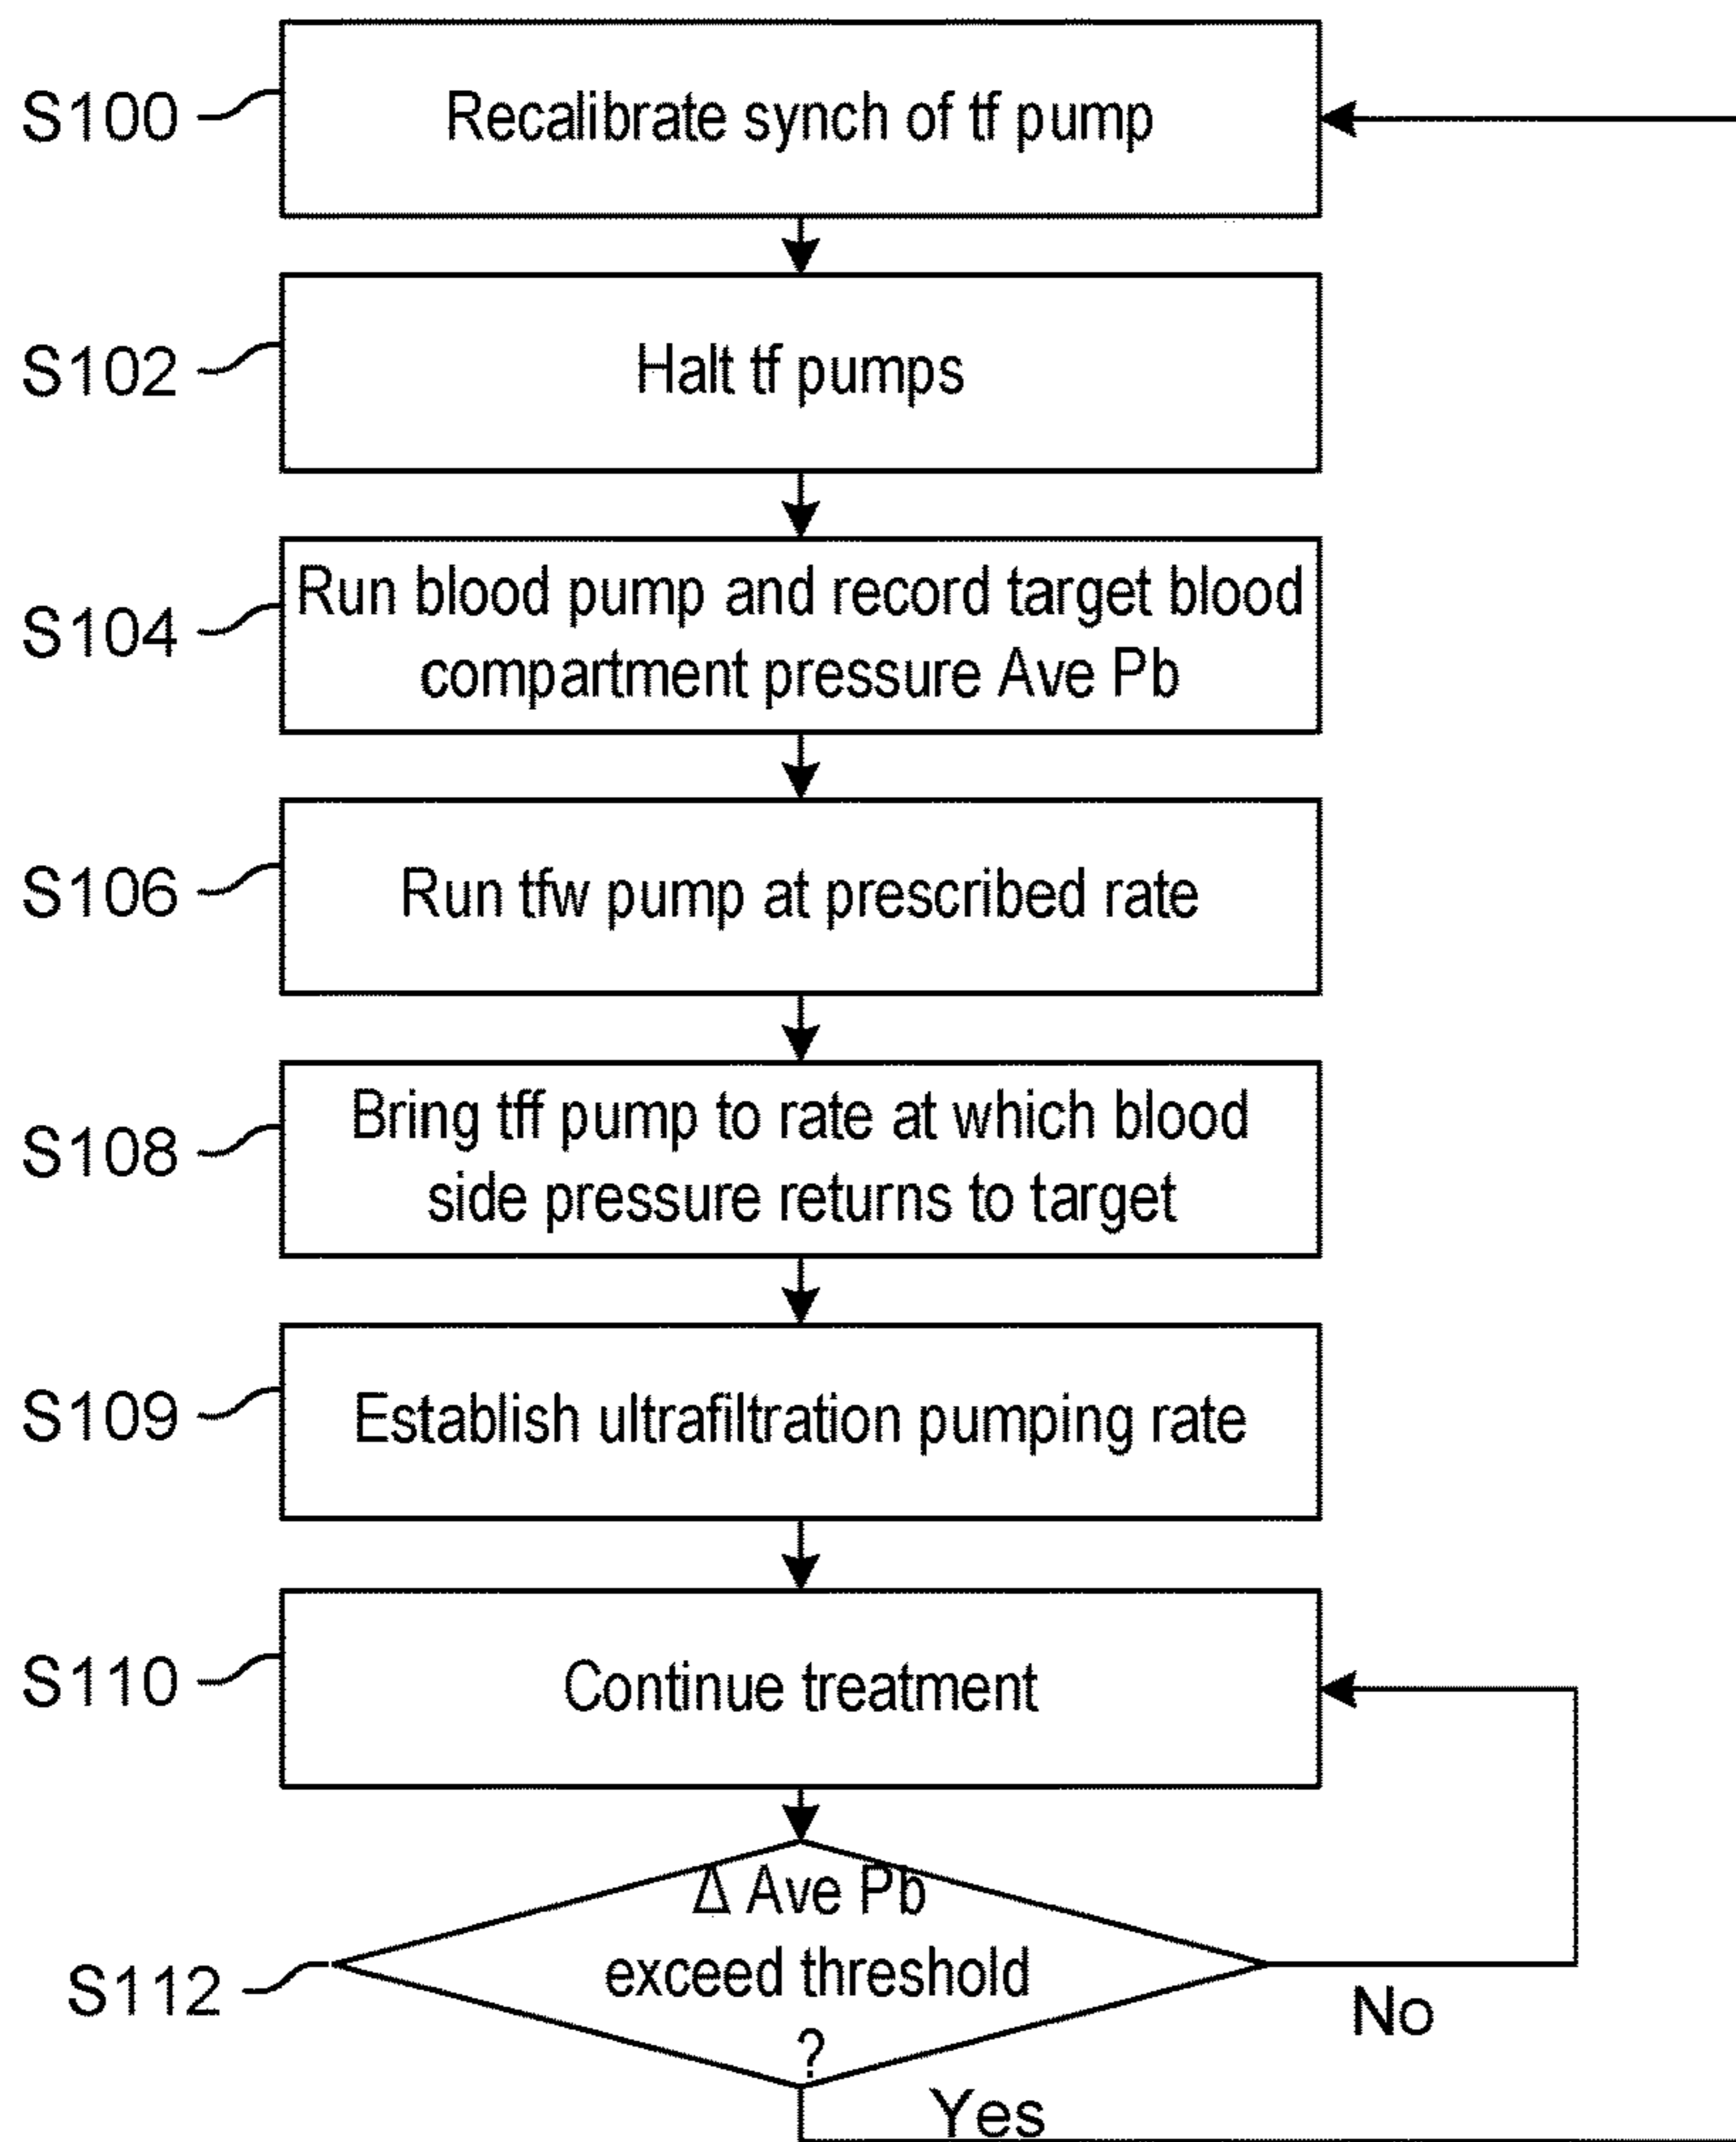 S100
Recalibrate synch of tf pump
S102
Halt tf pumps
S104
Run blood pump and record target blood
compartment pressure Ave Pb
S106
Run tfw pump at prescribed rate
S108
Bring tff pump to rate at which blood
side pressure returns to target
S109
Establish ultrafiltration pumping rate
S110
Continue treatment
S112
Δ Ave Pb
exceed threshold
?
No
Yes